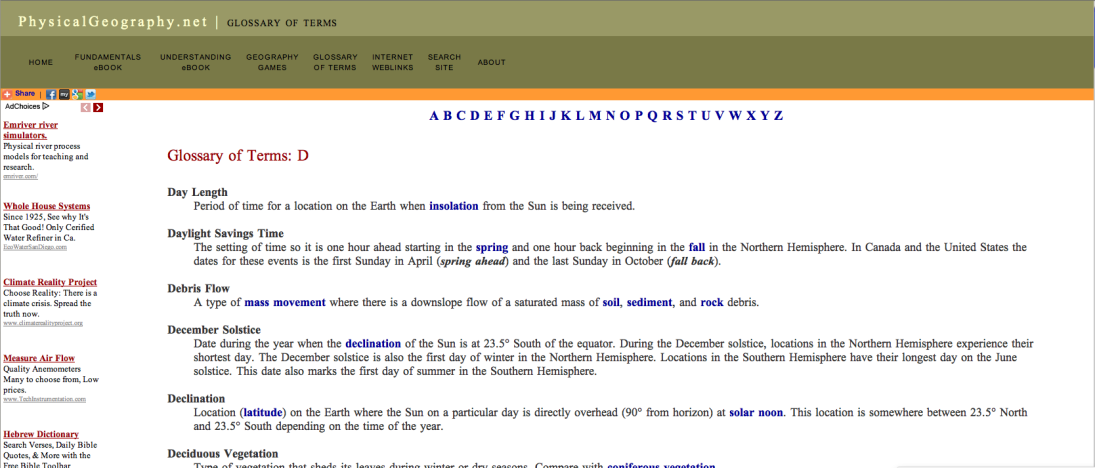 PhysicalGeography.net | GLOSSARY OF TERMS
HOME
FUNDAMENTALS
eBOOK
UNDERSTANDING
eBOOK
GEOGRAPHY
GAMES
GLOSSARY
OF TERMS
INTERNET
WEBLINKS
SEARCH
SITE
ABOUT
Share |
AdChoices
A B C D E F G H I J K L M N O P Q R S T U V W X Y Z
Emriver river
simulators.
Physical river process
models for teaching and
research.
emriver.com/
Whole House Systems
Since 1925, See why It's
That Good! Only Cerified
Water Refiner in Ca.
EcoWaterSanDiego.com
Climate Reality Project
Choose Reality: There is a
climate crisis. Spread the
truth now.
www.climaterealityproject.org
Measure Air Flow
Quality Anemometers
Many to choose from, Low
prices.
www.TechInstrumentation.com
Hebrew Dictionary
Search Verses, Daily Bible
Quotes, & More with the
Free Bible Toolbar
Glossary of Terms: D
Day Length
Period of time for a location on the Earth when insolation from the Sun is being received.
Daylight Savings Time
The setting of time so it is one hour ahead starting in the spring and one hour back beginning in the fall in the Northern Hemisphere. In Canada and the United States the
dates for these events is the first Sunday in April (spring ahead) and the last Sunday in October (fall back).
Debris Flow
A type of mass movement where there is a downslope flow of a saturated mass of soil, sediment, and rock debris.
December Solstice
Date during the year when the declination of the Sun is at 23.5° South of the equator. During the December solstice, locations in the Northern Hemisphere experience their
shortest day. The December solstice is also the first day of winter in the Northern Hemisphere. Locations in the Southern Hemisphere have their longest day on the June
solstice. This date also marks the first day of summer in the Southern Hemisphere.
Declination
Location (latitude) on the Earth where the Sun on a particular day is directly overhead (90° from horizon) at solar noon. This location is somewhere between 23.5° North
and 23.5° South depending on the time of the year.
Deciduous Vegetation
Type of vegetation that sheds its leaves during winter or dry seasons. Compare with coniferous vegetation.